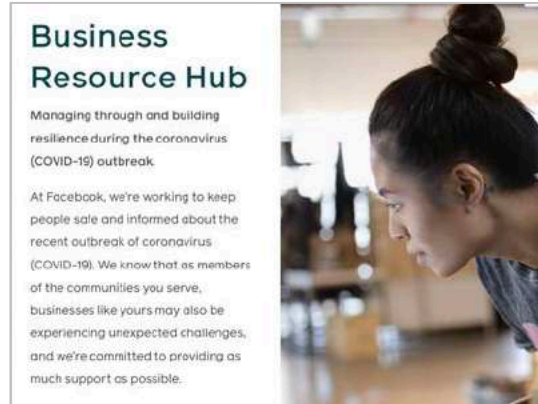 Business
Resource Hub
Managing through and building
resilience during the coronavirus
(COVID-19) outbreak.
At Facebook, we're working to keep
people safe and informed about the
recent outbreak of coronavirus
(COVID-19). We know that as members
of the communities you serve,
businesses like yours may also be
experiencing unexpected challenges,
and we're committed to providing as
much support as possible.